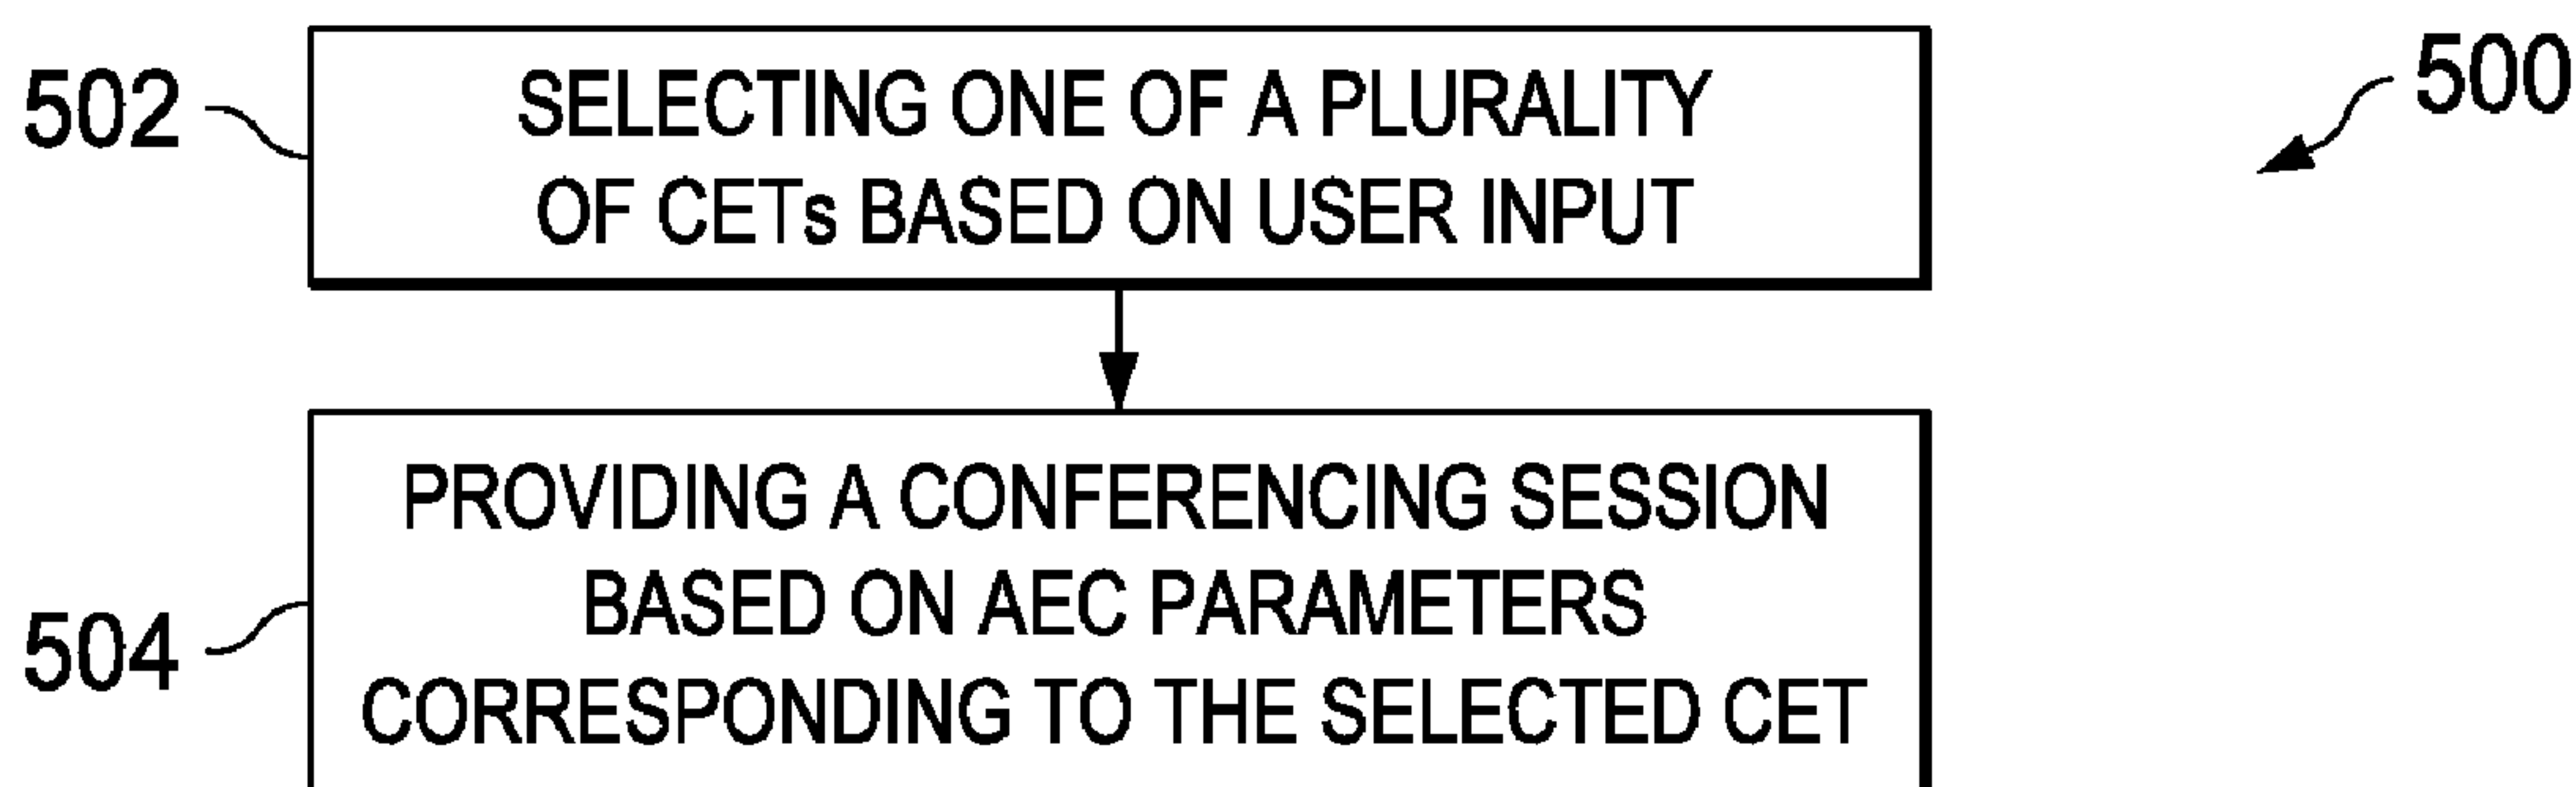 502
SELECTING ONE OF A PLURALITY
OF CETs BASED ON USER INPUT
500
504
PROVIDING A CONFERENCING SESSION
BASED ON AEC PARAMETERS
CORRESPONDING TO THE SELECTED CET